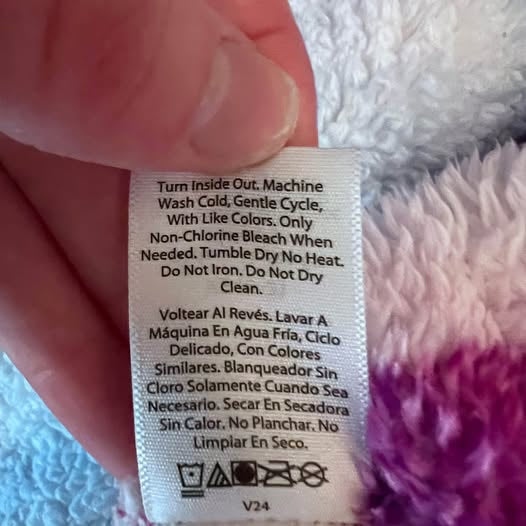 Turn Inside Out. Machine
Wash Cold, Gentle Cycle,
With Like Colors. Only
Non-Chlorine Bleach When
Needed. Tumble Dry No Heat.
Do Not Iron. Do Not Dry
Clean.
Voltear Al Revés. Lavar A
Máquina En Agua Fría, Ciclo
Delicado, Con Colores
Similares. Blanqueador Sin
Cloro Solamente Cuando Sea
Necesario. Secar En Secadora
Sin Calor. No Planchar. No
Limpiar En Seco.
V24